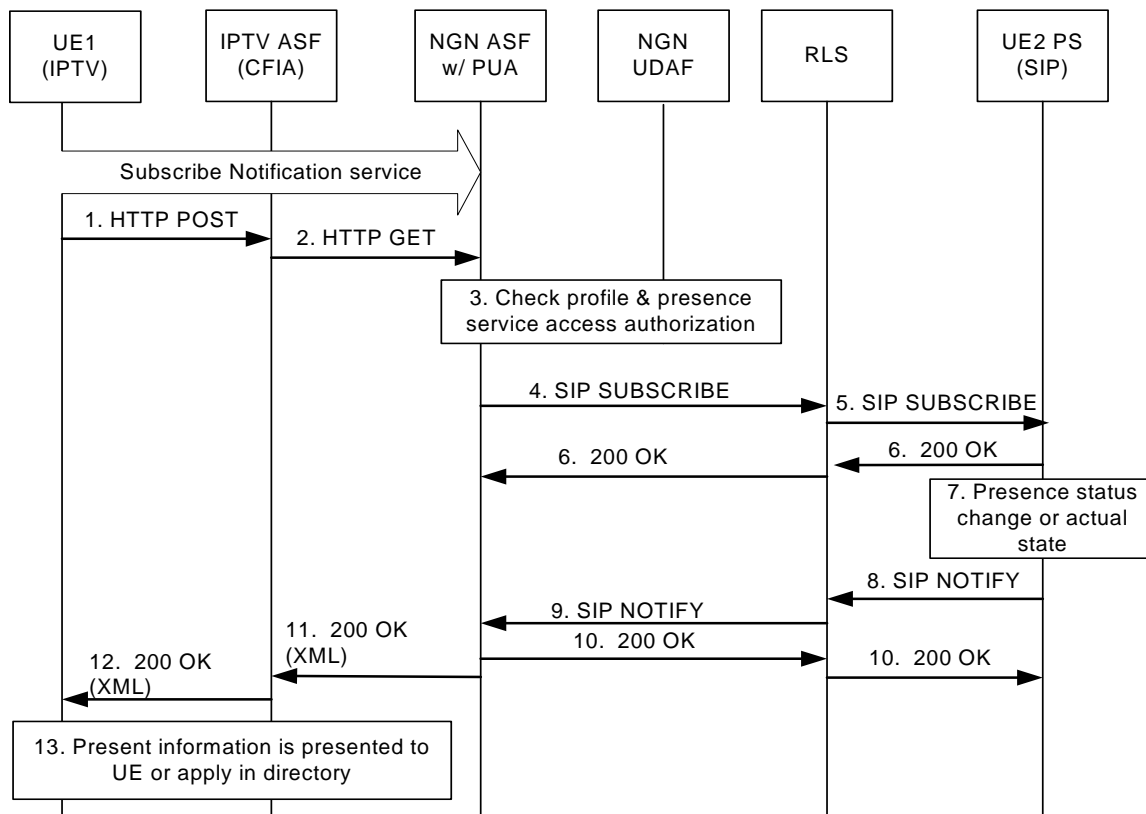 UE1
(IPTV)
IPTV ASF
(CFIA)
NGN ASF
w/ PUA
NGN
UDAF
RLS
UE2 PS
(SIP)
Subscribe Notification service
1. HTTP POST
2. HTTP GET
3. Check profile & presence
service access authorization
4. SIP SUBSCRIBE
5. SIP SUBSCRIBE
6. 200 OK
6. 200 OK
7. Presence status
change or actual
state
8. SIP NOTIFY
9. SIP NOTIFY
10. 200 OK
10. 200 OK
11. 200 OK
(XML)
12. 200 OK
(XML)
13. Present information is presented to
UE or apply in directory